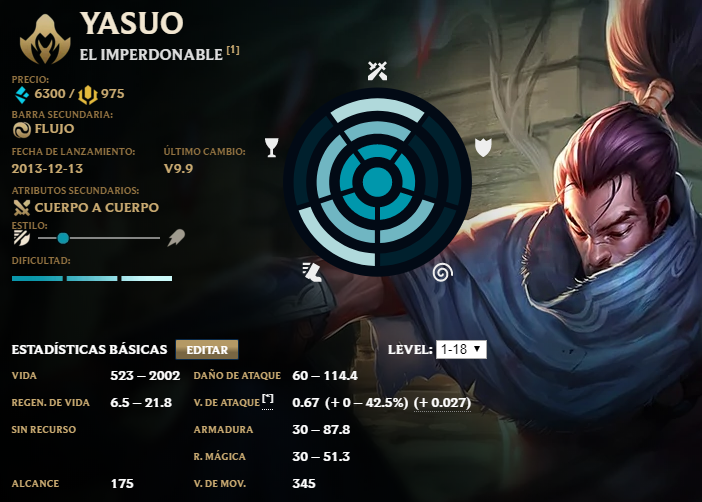 YASUO
EL IMPERDONABLE [1]
PRECIO:
6300 / 975
BARRA SECUNDARIA:
FLUJO
FECHA DE LANZAMIENTO: ÚLTIMO CAMBIO:
2013-12-13 V9.9
ATRIBUTOS SECUNDARIOS:
CUERPO A CUERPO
ESTILO:
DIFICULTAD:
ESTADÍSTICAS BÁSICAS EDITAR LEVEL: 1-18 ▼
VIDA 523 – 2002 DAÑO DE ATAQUE 60 – 114.4
REGEN. DE VIDA 6.5 – 21.8 V. DE ATAQUE [*] 0.67 (+ 0 – 42.5%) (+ 0.027)
SIN RECURSO ARMADURA 30 – 87.8
R. MÁGICA 30 – 51.3
ALCANCE 175 V. DE MOV. 345